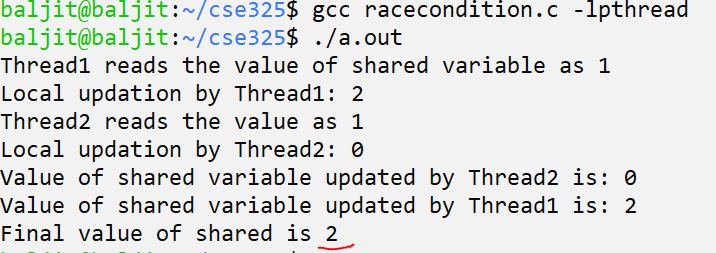 baljit@baljit:~/cse325$ gcc racecondition.c -lpthread
baljit@baljit:~/cse325$ ./a.out
Thread1 reads the value of shared variable as 1
Local updation by Thread1: 2
Thread2 reads the value as 1
Local updation by Thread2: 0
Value of shared variable updated by Thread2 is: 0
Value of shared variable updated by Thread1 is: 2
Final value of shared is 2